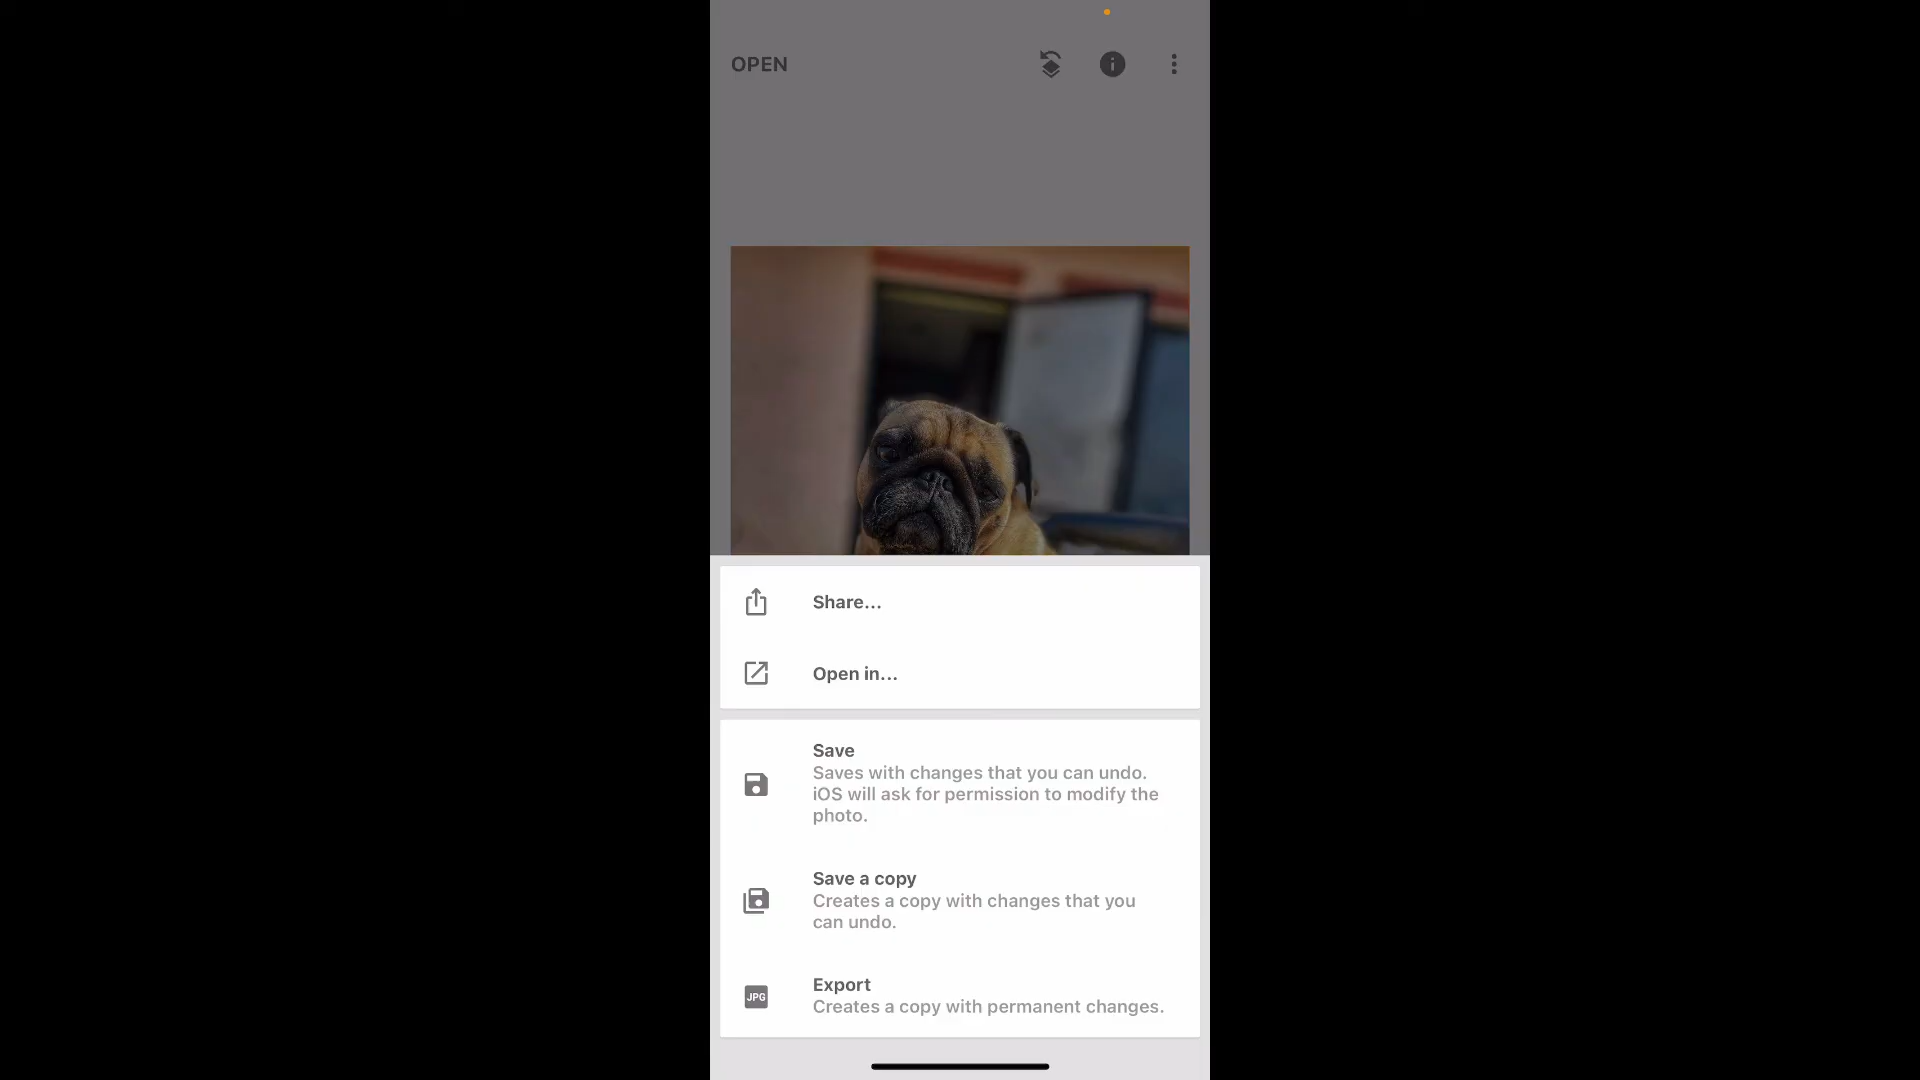 OPEN
Share...
Open in...
Save
Saves with changes that you can undo.
iOS will ask for permission to modify the
photo.
Save a copy
Creates a copy with changes that you
can undo.
JPG
Export
Creates a copy with permanent changes.